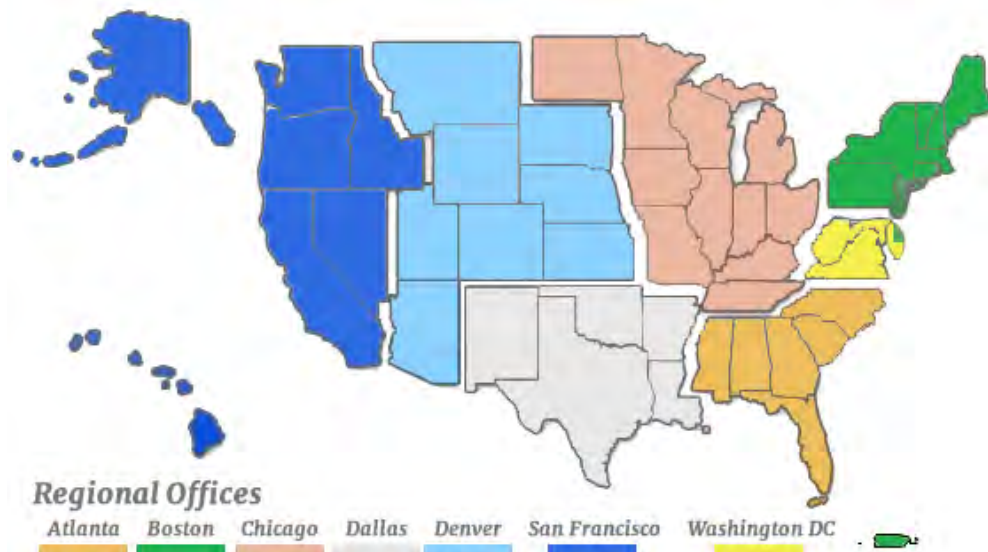 Regional Offices
Atlanta Boston Chicago Dallas Denver San Francisco Washington DC